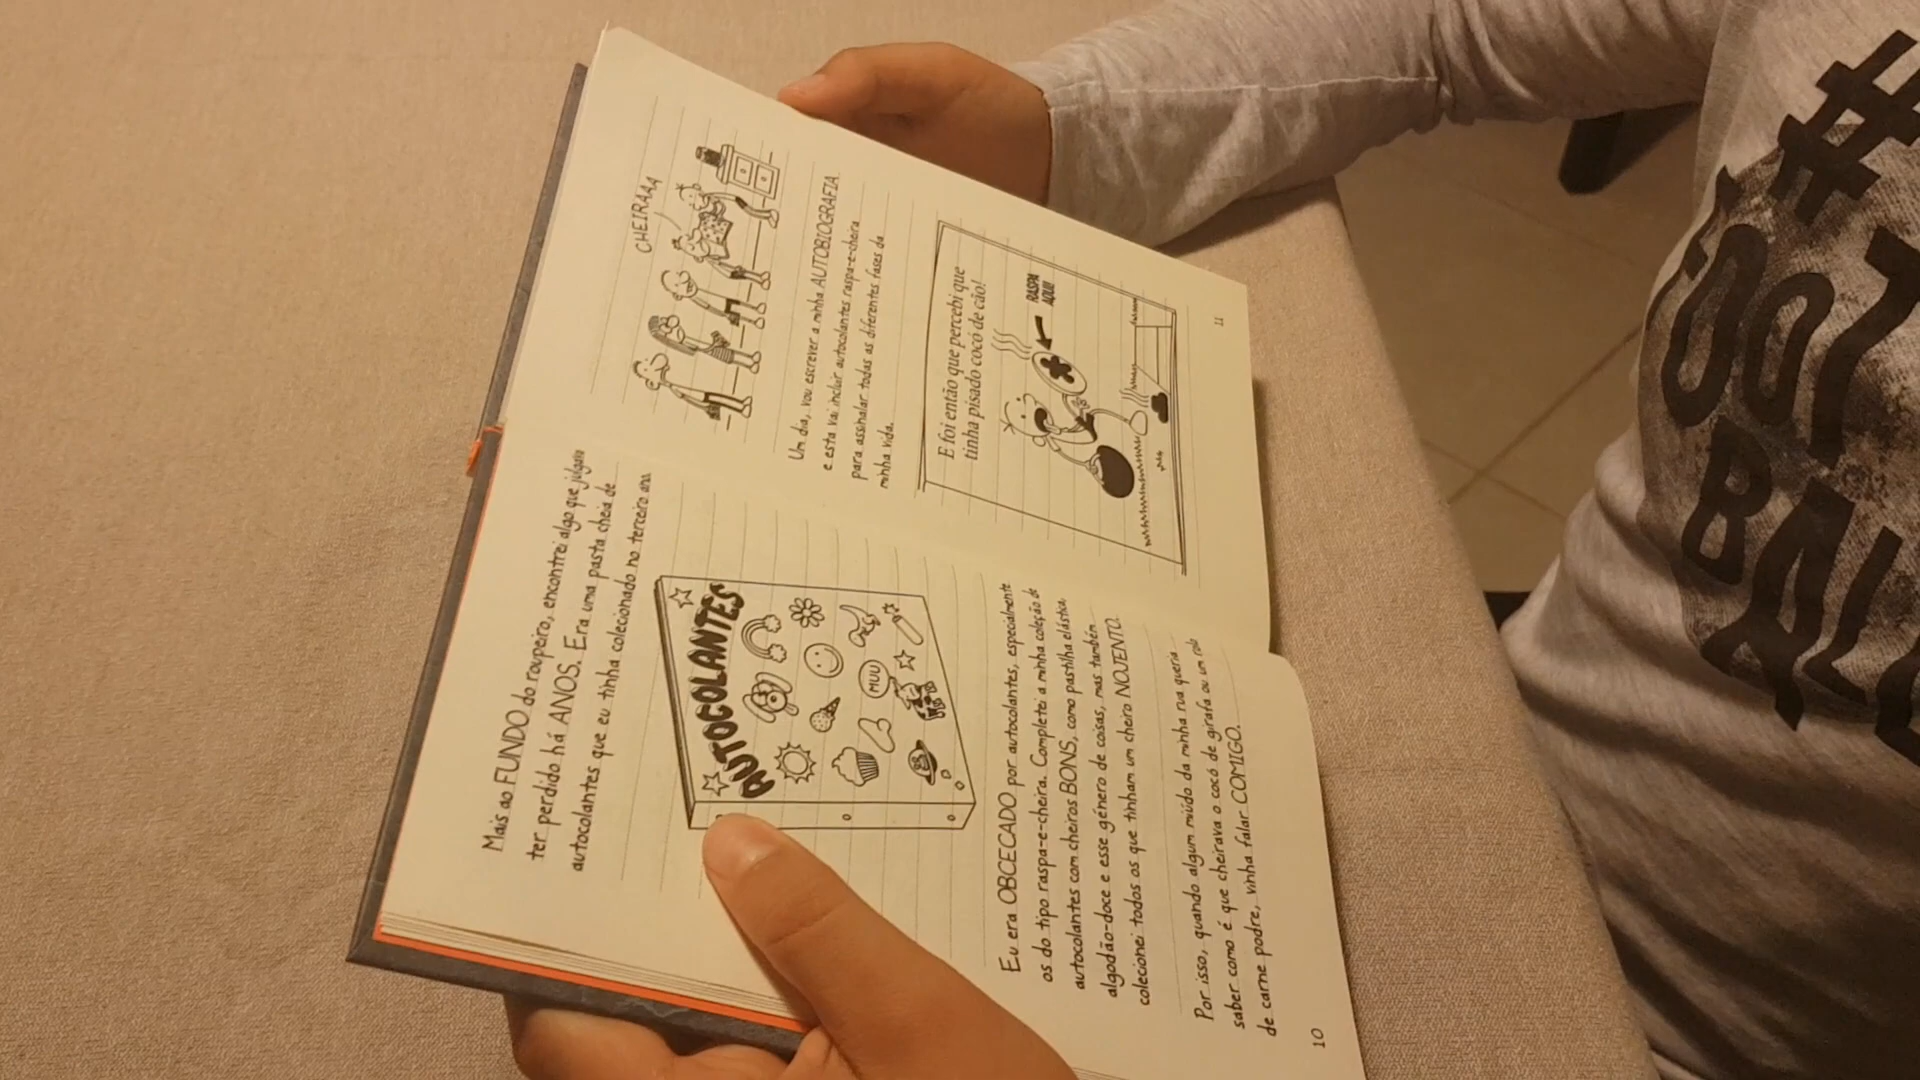 Mais ao FUNDO do roupeiro, encontrei algo que julgava
ter perdido há ANOS. Era uma pasta cheia de
autocolantes que eu tinha colecionado no terceiro ano.
AUTOCOLANTES
MUU
Eu era OBCECADO por autocolantes, especialmente
os do tipo raspa-e-cheira. Completei a minha coleção de
autocolantes com cheiros BONS, como pastilha elástica,
algodão-doce e esse género de coisas, mas também
colecionei todos os que tinham um cheiro NOJENTO.
Por isso, quando algum miúdo da minha rua queria
saber como é que cheirava o cocó de girafa ou um rolo
de carne podre, vinha falar COMIGO.
10
CHEIRAAA
Um dia, vou escrever a minha AUTOBIOGRAFIA
e esta vai incluir autocolantes raspa-e-cheira
para assinalar todas as diferentes fases da
minha vida.
E foi então que percebi que
tinha pisado cocó de cão!
RASPA
AQUI!
11
#
FOOT
BALL